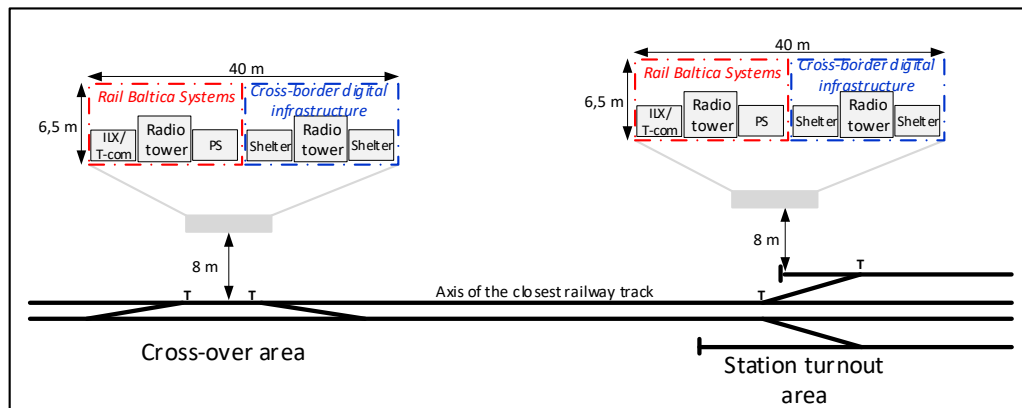 40 m
Rail Baltica Systems
Cross-border digital
infrastructure
6,5 m
ILX/
T-com
Radio
tower
PS
Shelter
Radio
tower
Shelter
8 m
T
T
Cross-over area
40 m
Rail Baltica Systems
Cross-border digital
infrastructure
6,5 m
ILX/
T-com
Radio
tower
PS
Shelter
Radio
tower
Shelter
8 m
T
T
Axis of the closest railway track
Station turnout
area